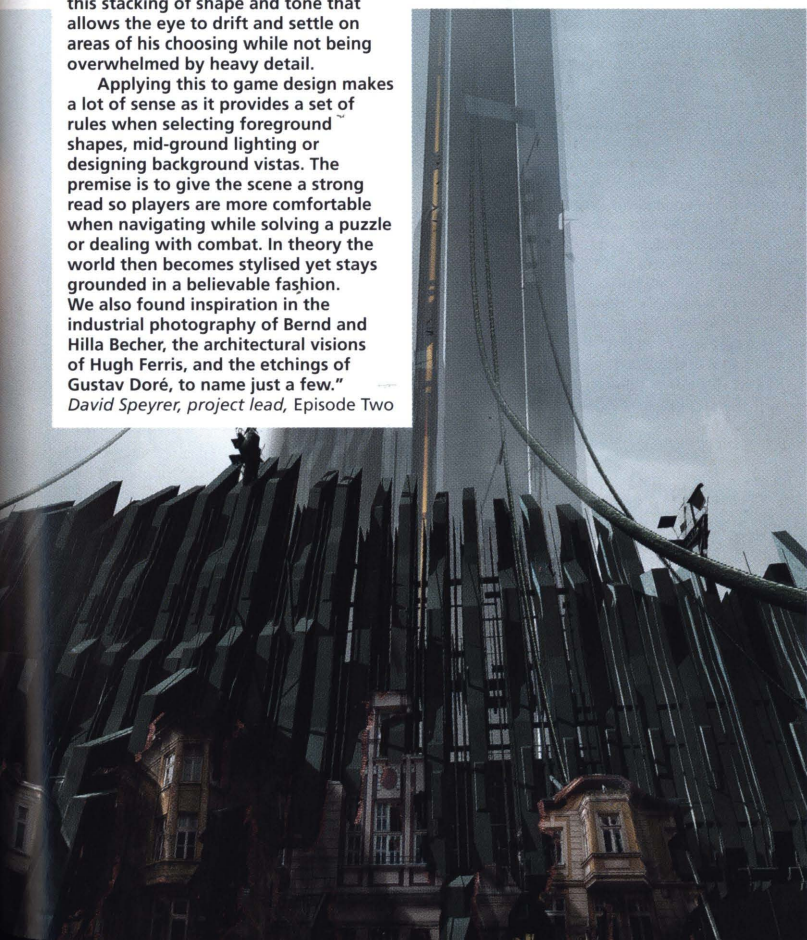 this stacking of shape and tone that
allows the eye to drift and settle on
areas of his choosing while not being
overwhelmed by heavy detail.
Applying this to game design makes
a lot of sense as it provides a set of
rules when selecting foreground
shapes, mid-ground lighting or
designing background vistas. The
premise is to give the scene a strong
read so players are more comfortable
when navigating while solving a puzzle
or dealing with combat. In theory the
world then becomes stylised yet stays
grounded in a believable fashion.
We also found inspiration in the
industrial photography of Bernd and
Hilla Becher, the architectural visions
of Hugh Ferris, and the etchings of
Gustav Doré, to name just a few.”
David Speyrer, project lead, Episode Two